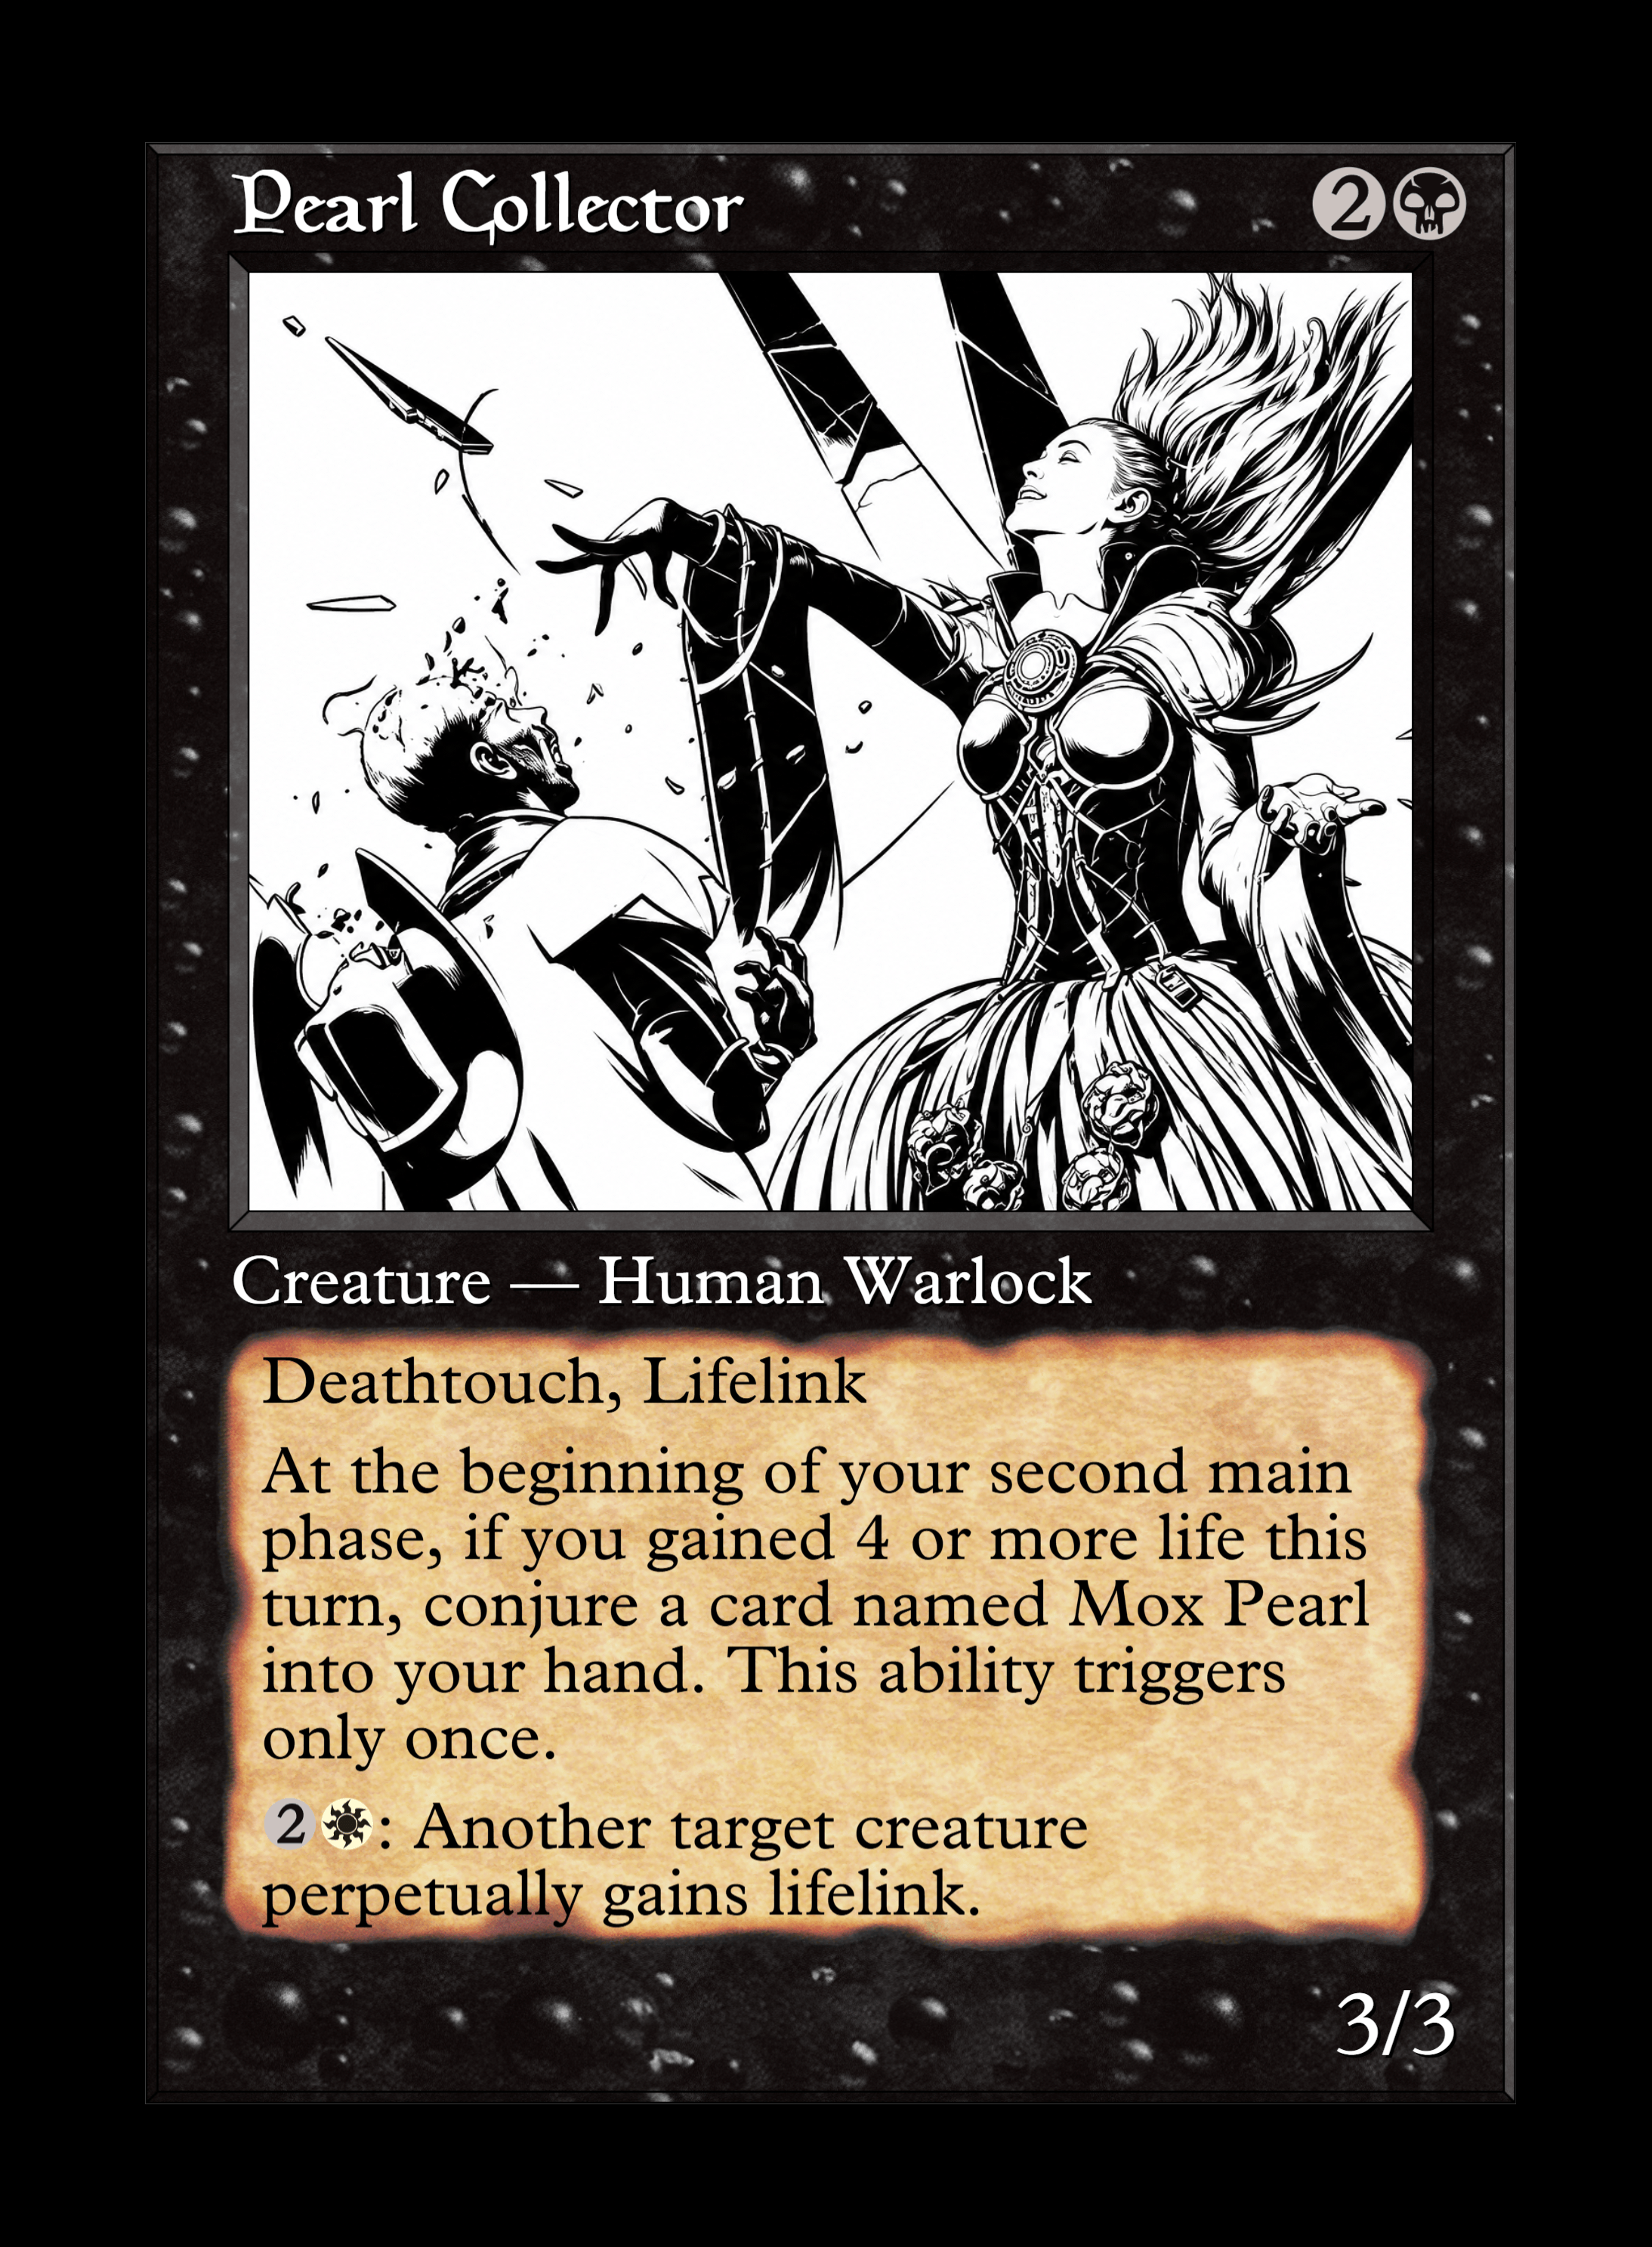 Pearl Collector 2
Creature — Human Warlock
Deathtouch, Lifelink
At the beginning of your second main
phase, if you gained 4 or more life this
turn, conjure a card named Mox Pearl
into your hand. This ability triggers
only once.
2: Another target creature
perpetually gains lifelink.
3/3